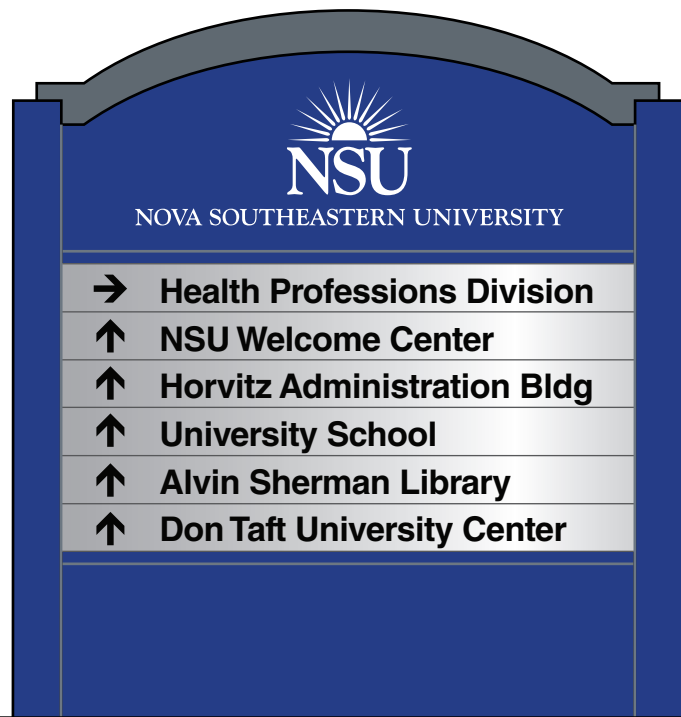 NSU
NOVA SOUTHEASTERN UNIVERSITY
→ Health Professions Division
↑ NSU Welcome Center
↑ Horvitz Administration Bldg
↑ University School
↑ Alvin Sherman Library
↑ Don Taft University Center